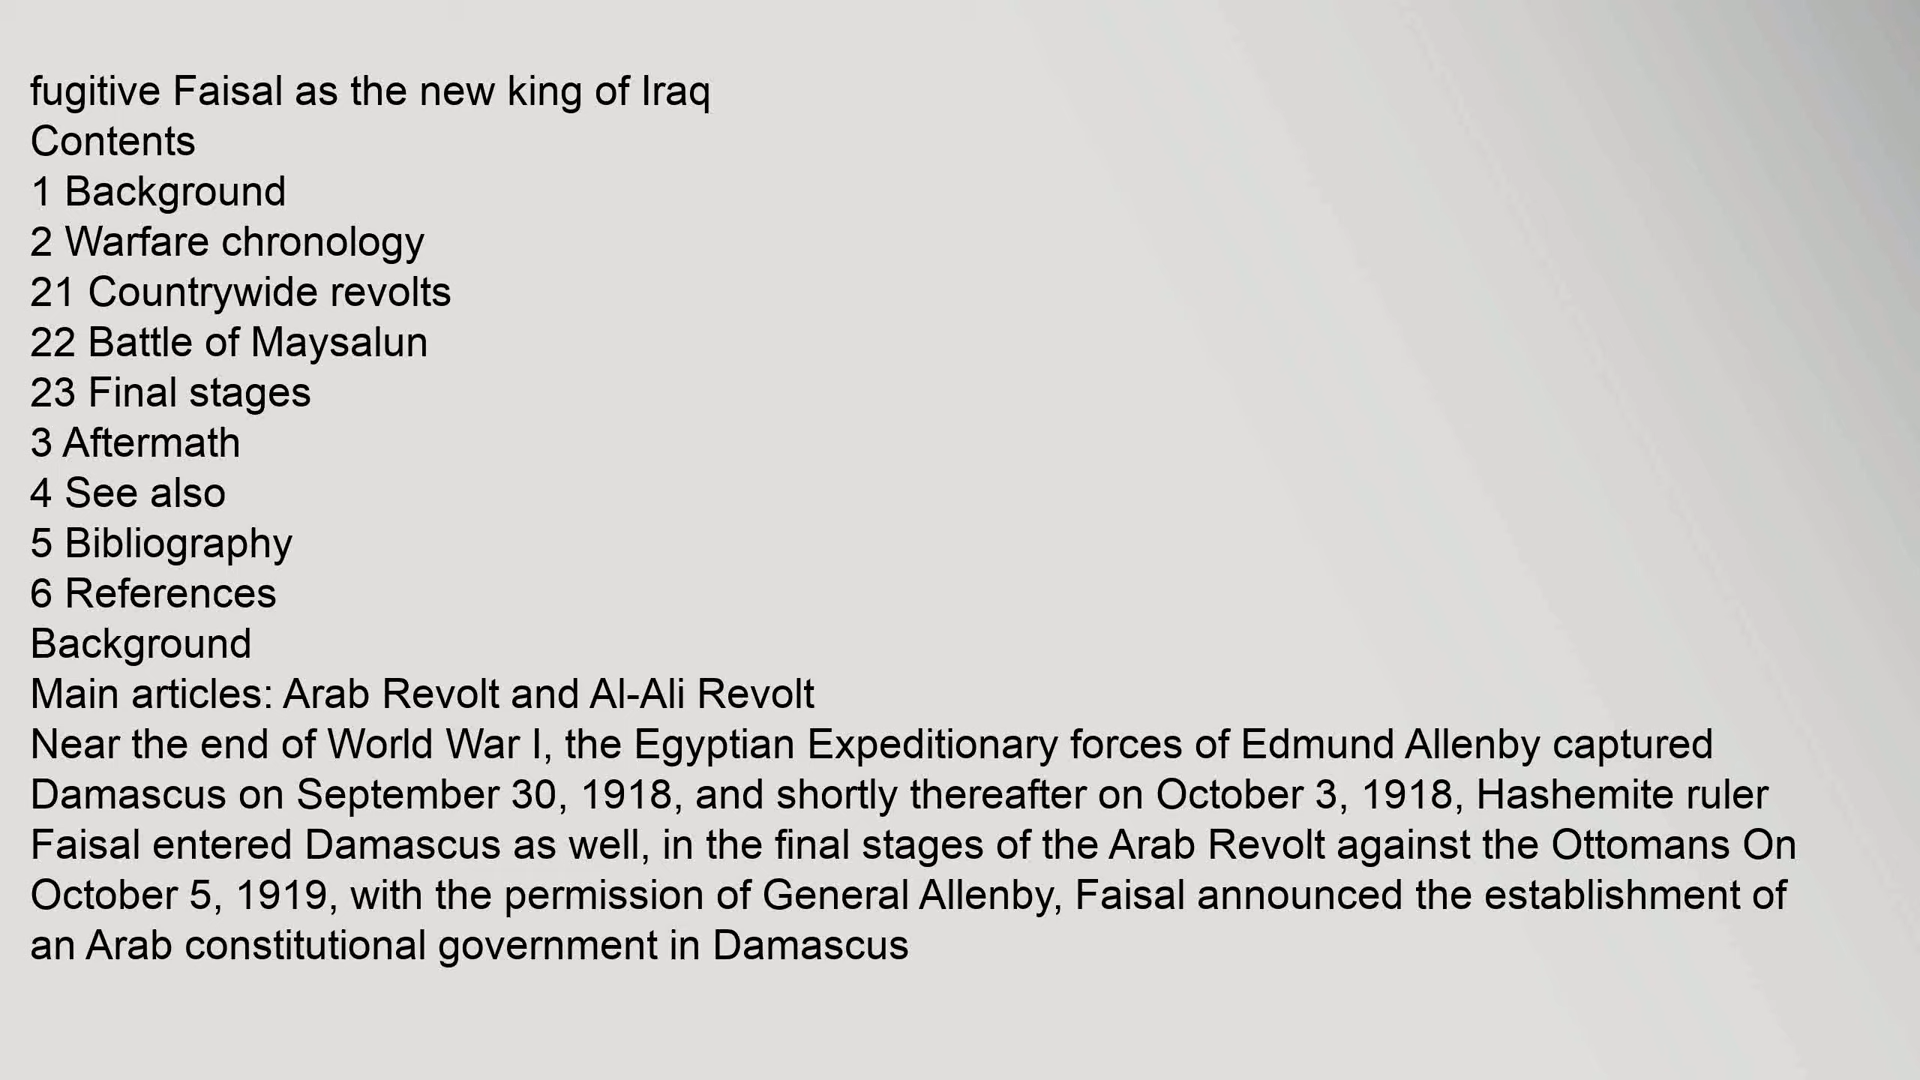 fugitive Faisal as the new king of Iraq
Contents
1 Background
2 Warfare chronology
21 Countrywide revolts
22 Battle of Maysalun
23 Final stages
3 Aftermath
4 See also
5 Bibliography
6 References
Background
Main articles: Arab Revolt and Al-Ali Revolt
Near the end of World War I, the Egyptian Expeditionary forces of Edmund Allenby captured
Damascus on September 30, 1918, and shortly thereafter on October 3, 1918, Hashemite ruler
Faisal entered Damascus as well, in the final stages of the Arab Revolt against the Ottomans On
October 5, 1919, with the permission of General Allenby, Faisal announced the establishment of
an Arab constitutional government in Damascus